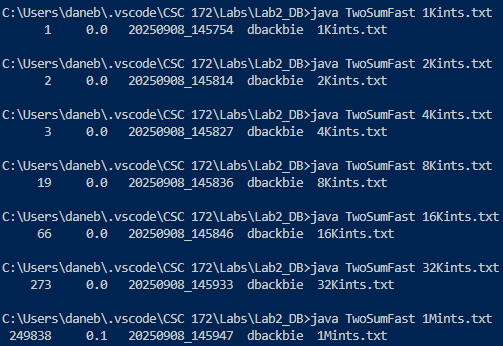 C:\Users\daneb\.vscode\CSC 172\Labs\Lab2_DB>java TwoSumFast 1Kints.txt
1 0.0 20250908_145754 dbackbie 1Kints.txt
C:\Users\daneb\.vscode\CSC 172\Labs\Lab2_DB>java TwoSumFast 2Kints.txt
2 0.0 20250908_145814 dbackbie 2Kints.txt
C:\Users\daneb\.vscode\CSC 172\Labs\Lab2_DB>java TwoSumFast 4Kints.txt
3 0.0 20250908_145827 dbackbie 4Kints.txt
C:\Users\daneb\.vscode\CSC 172\Labs\Lab2_DB>java TwoSumFast 8Kints.txt
19 0.0 20250908_145836 dbackbie 8Kints.txt
C:\Users\daneb\.vscode\CSC 172\Labs\Lab2_DB>java TwoSumFast 16Kints.txt
66 0.0 20250908_145846 dbackbie 16Kints.txt
C:\Users\daneb\.vscode\CSC 172\Labs\Lab2_DB>java TwoSumFast 32Kints.txt
273 0.0 20250908_145933 dbackbie 32Kints.txt
C:\Users\daneb\.vscode\CSC 172\Labs\Lab2_DB>java TwoSumFast 1Mints.txt
249838 0.1 20250908_145947 dbackbie 1Mints.txt